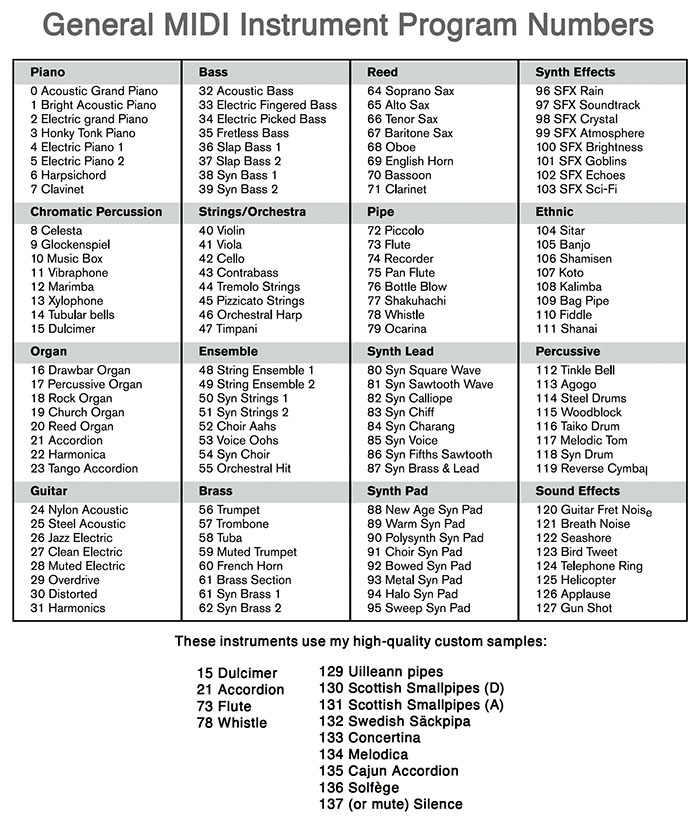 General MIDI Instrument Program Numbers
Piano
0 Acoustic Grand Piano
1 Bright Acoustic Piano
2 Electric grand Piano
3 Honky Tonk Piano
4 Electric Piano 1
5 Electric Piano 2
6 Harpsichord
7 Clavinet
Bass
32 Acoustic Bass
33 Electric Fingered Bass
34 Electric Picked Bass
35 Fretless Bass
36 Slap Bass 1
37 Slap Bass 2
38 Syn Bass 1
39 Syn Bass 2
Reed
64 Soprano Sax
65 Alto Sax
66 Tenor Sax
67 Baritone Sax
68 Oboe
69 English Horn
70 Bassoon
71 Clarinet
Synth Effects
96 SFX Rain
97 SFX Soundtrack
98 SFX Crystal
99 SFX Atmosphere
100 SFX Brightness
101 SFX Goblins
102 SFX Echoes
103 SFX Sci-Fi
Chromatic Percussion
8 Celesta
9 Glockenspiel
10 Music Box
11 Vibraphone
12 Marimba
13 Xylophone
14 Tubular bells
15 Dulcimer
Strings/Orchestra
40 Violin
41 Viola
42 Cello
43 Contrabass
44 Tremolo Strings
45 Pizzicato Strings
46 Orchestral Harp
47 Timpani
Pipe
72 Piccolo
73 Flute
74 Recorder
75 Pan Flute
76 Bottle Blow
77 Shakuhachi
78 Whistle
79 Ocarina
Ethnic
104 Sitar
105 Banjo
106 Shamisen
107 Koto
108 Kalimba
109 Bag Pipe
110 Fiddle
111 Shanai
Organ
16 Drawbar Organ
17 Percussive Organ
18 Rock Organ
19 Church Organ
20 Reed Organ
21 Accordion
22 Harmonica
23 Tango Accordion
Ensemble
48 String Ensemble 1
49 String Ensemble 2
50 Syn Strings 1
51 Syn Strings 2
52 Choir Aahs
53 Voice Oohs
54 Syn Choir
55 Orchestral Hit
Synth Lead
80 Syn Square Wave
81 Syn Sawtooth Wave
82 Syn Calliope
83 Syn Chiff
84 Syn Charang
85 Syn Voice
86 Syn Fifths Sawtooth
87 Syn Brass & Lead
Percussive
112 Tinkle Bell
113 Agogo
114 Steel Drums
115 Woodblock
116 Taiko Drum
117 Melodic Tom
118 Syn Drum
119 Reverse Cymbal
Guitar
24 Nylon Acoustic
25 Steel Acoustic
26 Jazz Electric
27 Clean Electric
28 Muted Electric
29 Overdrive
30 Distorted
31 Harmonics
Brass
56 Trumpet
57 Trombone
58 Tuba
59 Muted Trumpet
60 French Horn
61 Brass Section
61 Syn Brass 1
62 Syn Brass 2
Synth Pad
88 New Age Syn Pad
89 Warm Syn Pad
90 Polysynth Syn Pad
91 Choir Syn Pad
92 Bowed Syn Pad
93 Metal Syn Pad
94 Halo Syn Pad
95 Sweep Syn Pad
Sound Effects
120 Guitar Fret Noise
121 Breath Noise
122 Seashore
123 Bird Tweet
124 Telephone Ring
125 Helicopter
126 Applause
127 Gun Shot
These instruments use my high-quality custom samples:
15 Dulcimer
21 Accordion
73 Flute
78 Whistle
129 Uilleann pipes
130 Scottish Smallpipes (D)
131 Scottish Smallpipes (A)
132 Swedish Säckpipa
133 Concertina
134 Melodica
135 Cajun Accordion
136 Solfège
137 (or mute) Silence